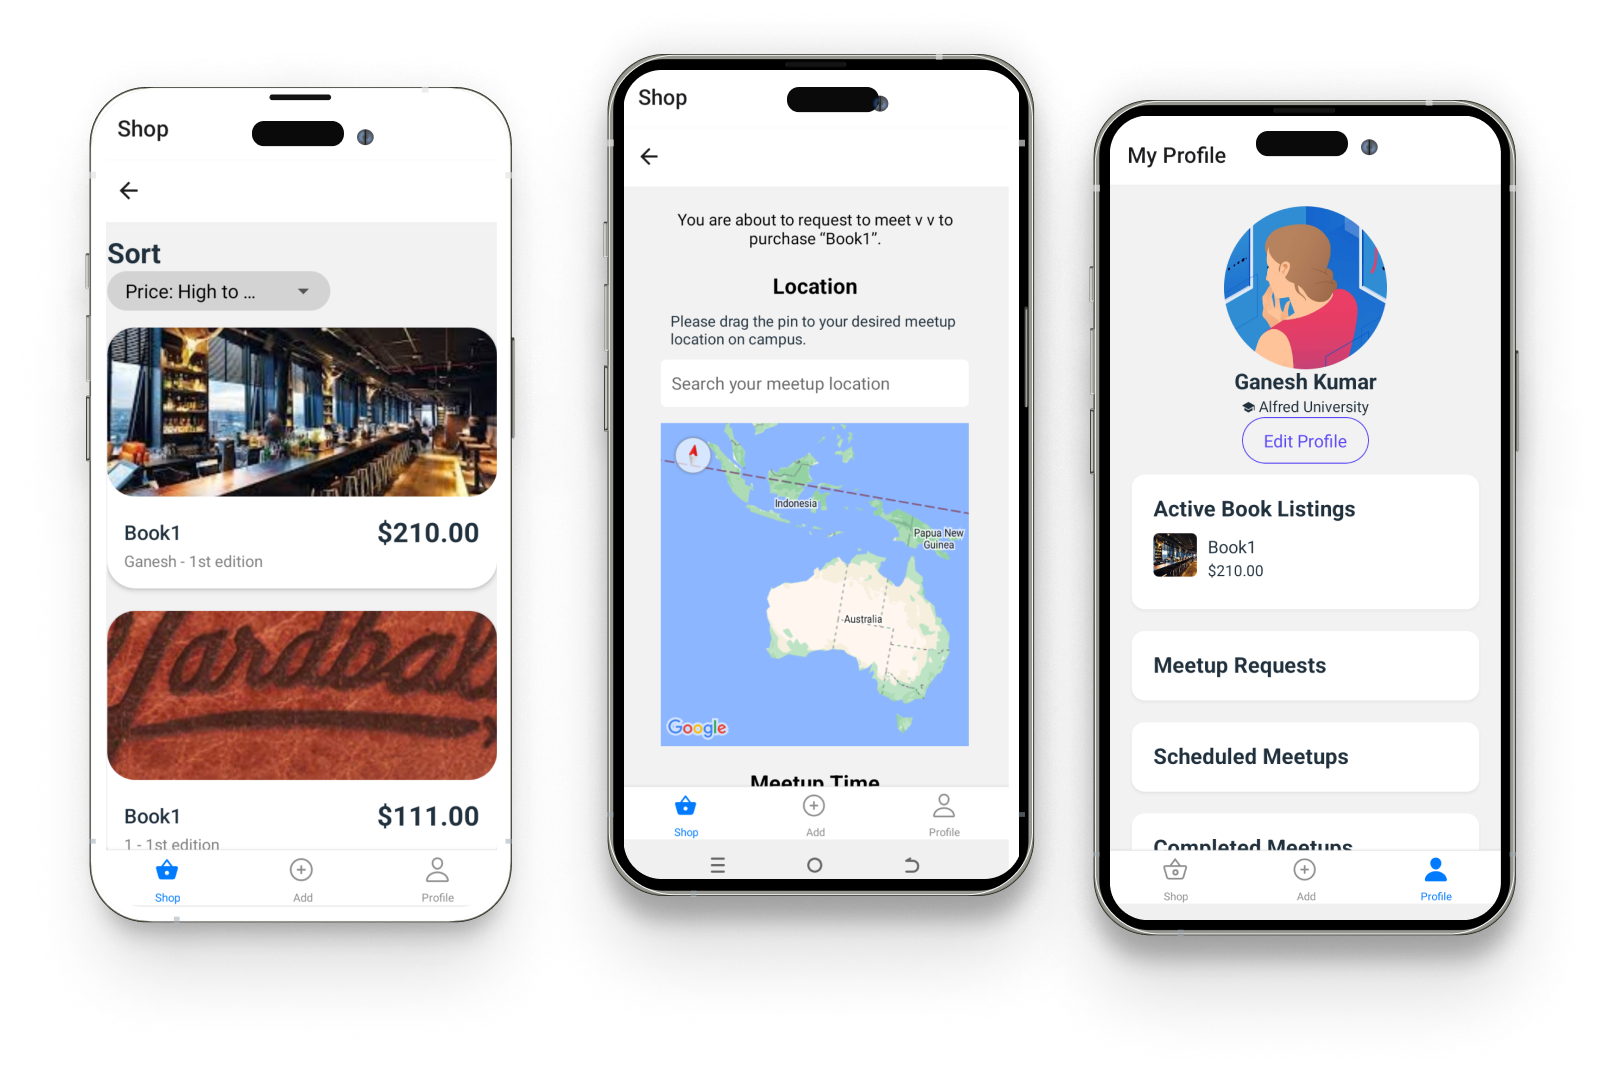 Shop
Sort
Price: High to ...
Book1
$210.00
Ganesh - 1st edition
Yardbak
Book1
$111.00
1 - 1st edition
Shop
Add
Profile
Shop
You are about to request to meet v v to
purchase “Book1”.
Location
Please drag the pin to your desired meetup
location on campus.
Search your meetup location
Indonesia
Papua New
Guinea
Australia
Google
Meetup Time
Shop
Add
Profile
My Profile
Ganesh Kumar
Alfred University
Edit Profile
Active Book Listings
Book1
$210.00
Meetup Requests
Scheduled Meetups
Completed Meetups
Shop
Add
Profile